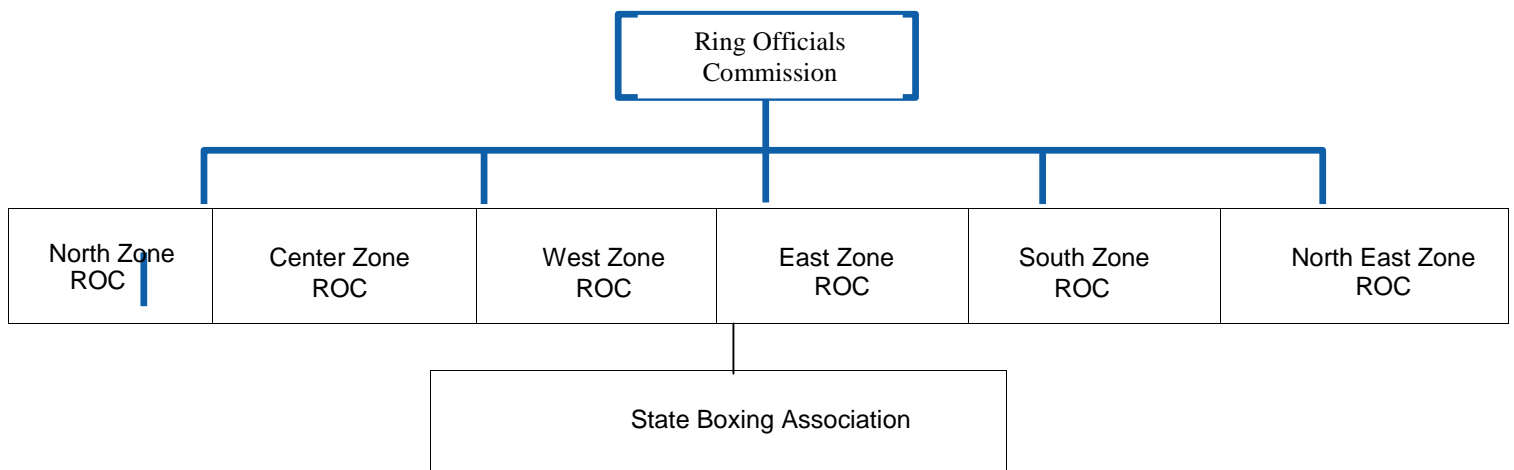 Ring Officials
Commission
North Zone
ROC
Center Zone
ROC
West Zone
ROC
East Zone
ROC
South Zone
ROC
North East Zone
ROC
State Boxing Association